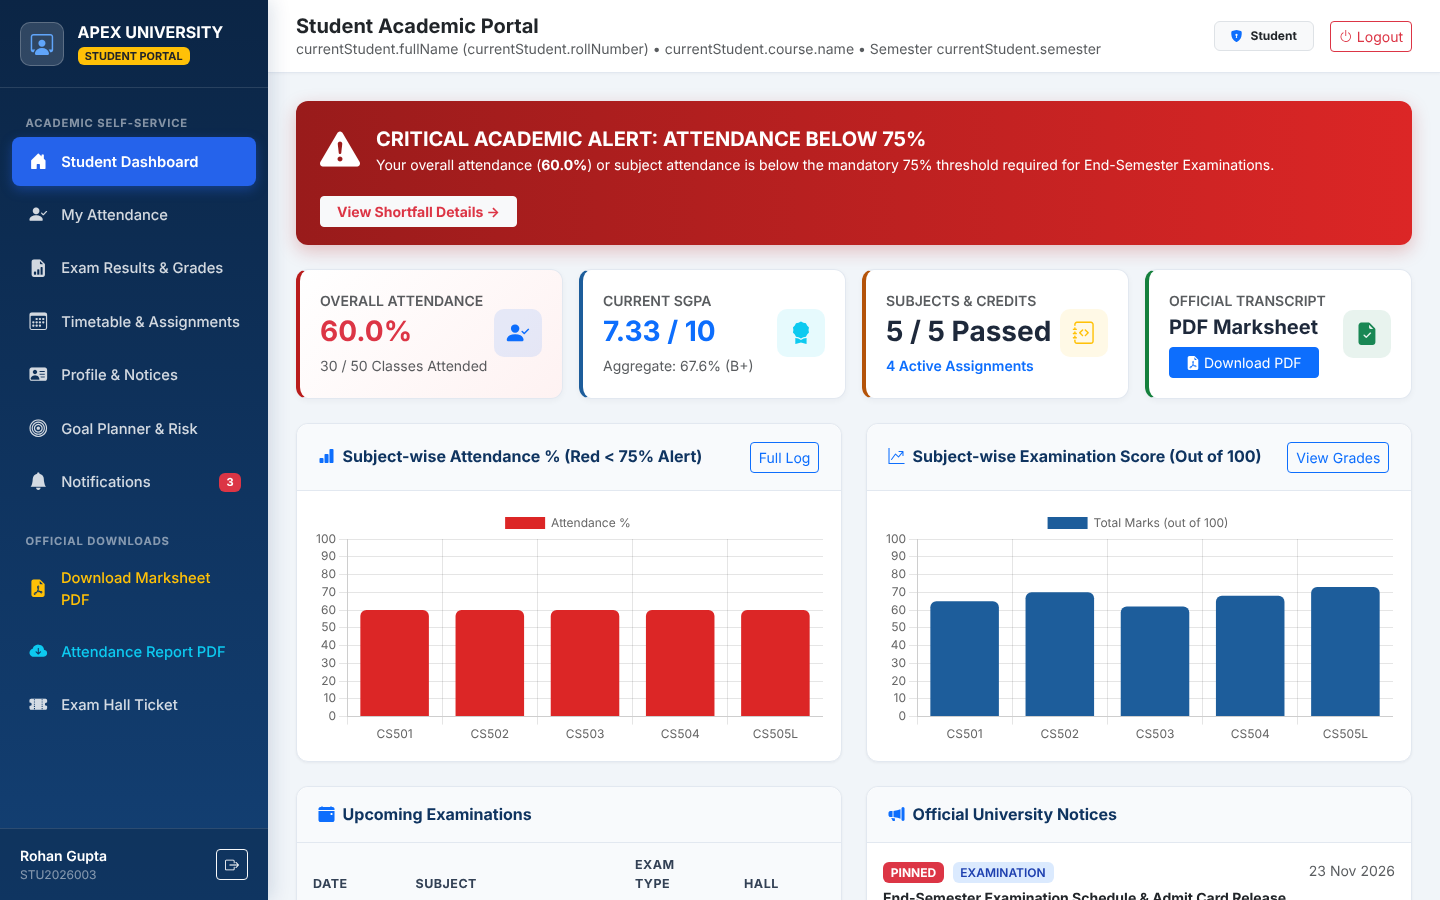 APEX UNIVERSITY
STUDENT PORTAL
ACADEMIC SELF-SERVICE
Student Dashboard
My Attendance
Exam Results & Grades
Timetable & Assignments
Profile & Notices
Goal Planner & Risk
Notifications 3
OFFICIAL DOWNLOADS
Download Marksheet
PDF
Attendance Report PDF
Exam Hall Ticket
Rohan Gupta
STU2026003
Student Academic Portal
currentStudent.fullName (currentStudent.rollNumber) • currentStudent.course.name • Semester currentStudent.semester
Student
Logout
CRITICAL ACADEMIC ALERT: ATTENDANCE BELOW 75%
Your overall attendance (60.0%) or subject attendance is below the mandatory 75% threshold required for End-Semester Examinations.
View Shortfall Details →
OVERALL ATTENDANCE
60.0%
30 / 50 Classes Attended
CURRENT SGPA
7.33 / 10
Aggregate: 67.6% (B+)
SUBJECTS & CREDITS
5 / 5 Passed
4 Active Assignments
OFFICIAL TRANSCRIPT
PDF Marksheet
Download PDF
Subject-wise Attendance % (Red < 75% Alert)
Full Log
Attendance %
100
90
80
70
60
50
40
30
20
10
0
CS501 CS502 CS503 CS504 CS505L
Subject-wise Examination Score (Out of 100)
View Grades
Total Marks (out of 100)
100
90
80
70
60
50
40
30
20
10
0
CS501 CS502 CS503 CS504 CS505L
Upcoming Examinations
DATE SUBJECT EXAM TYPE HALL
Official University Notices
PINNED EXAMINATION 23 Nov 2026
End-Semester Examination Schedule & Admit Card Release